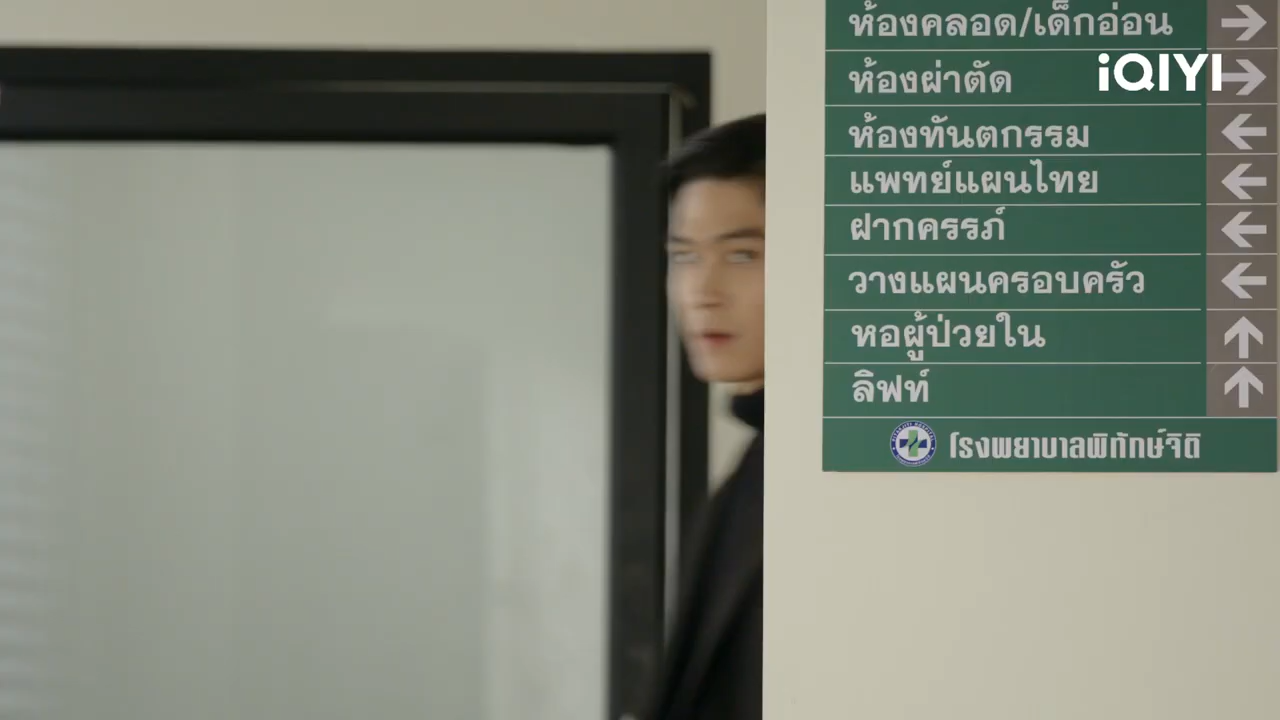 ห้องคลอด/เด็กอ่อน
iQIYI
ห้องผ่าตัด
ห้องทันตกรรม
แพทย์แผนไทย
ฝากครรภ์
วางแผนครอบครัว
หอผู้ป่วยใน
ลิฟท์
โรงพยาบาลพิทักษ์จิติ